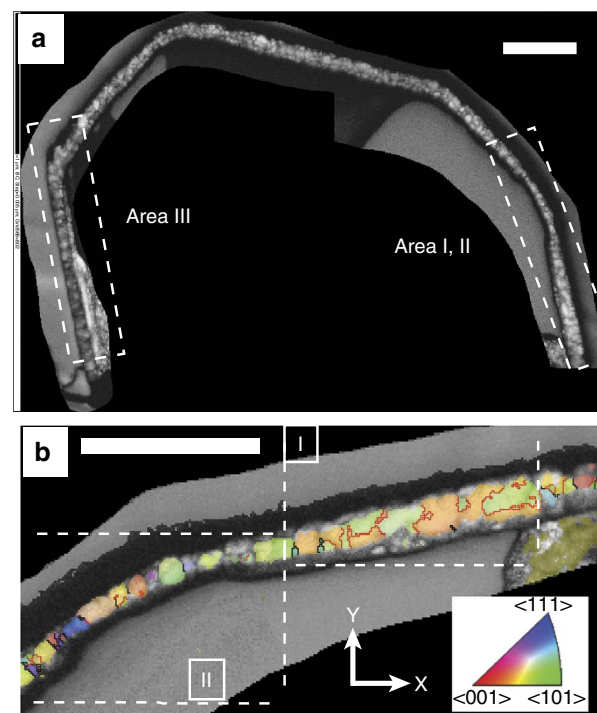 a
Area III
Area I, II
b
I
II
Y
X
<111>
<001>
<101>